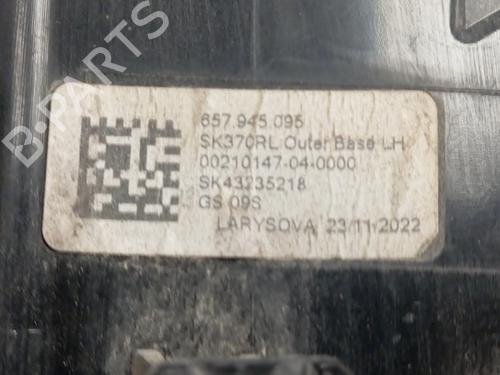 B-PARTS
657.945.095
SK370RL Outer Base LH
00210147-04-0000
SK43235218
GS 09S
LARYSOVA 23/11/2022